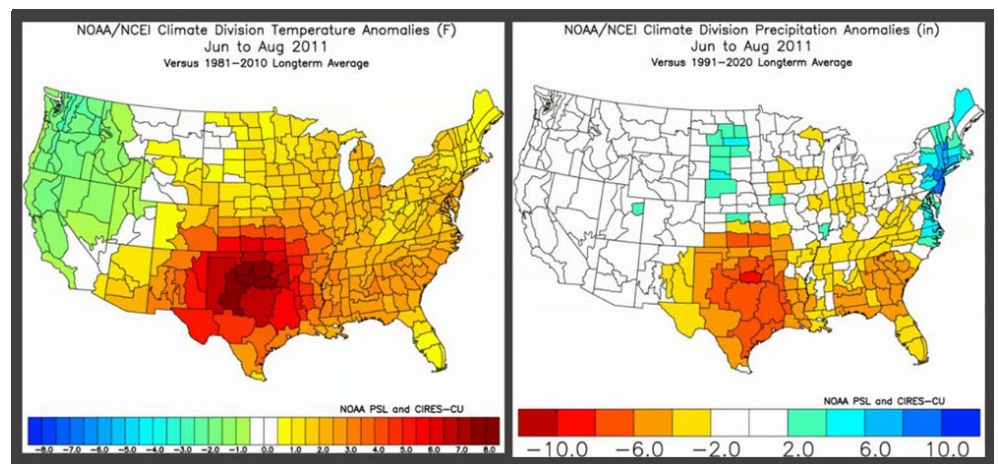 NOAA/NCEI Climate Division Temperature Anomalies (F)
Jun to Aug 2011
Versus 1981-2010 Longterm Average
NOAA PSL and CIRES-CU
-8.0 -7.0 -6.0 -5.0 -4.0 -3.0 -2.0 -1.0 0.0 1.0 2.0 3.0 4.0 5.0 6.0 7.0 8.0
NOAA/NCEI Climate Division Precipitation Anomalies (in)
Jun to Aug 2011
Versus 1991-2020 Longterm Average
NOAA PSL and CIRES-CU
-10.0 -6.0 -2.0 2.0 6.0 10.0